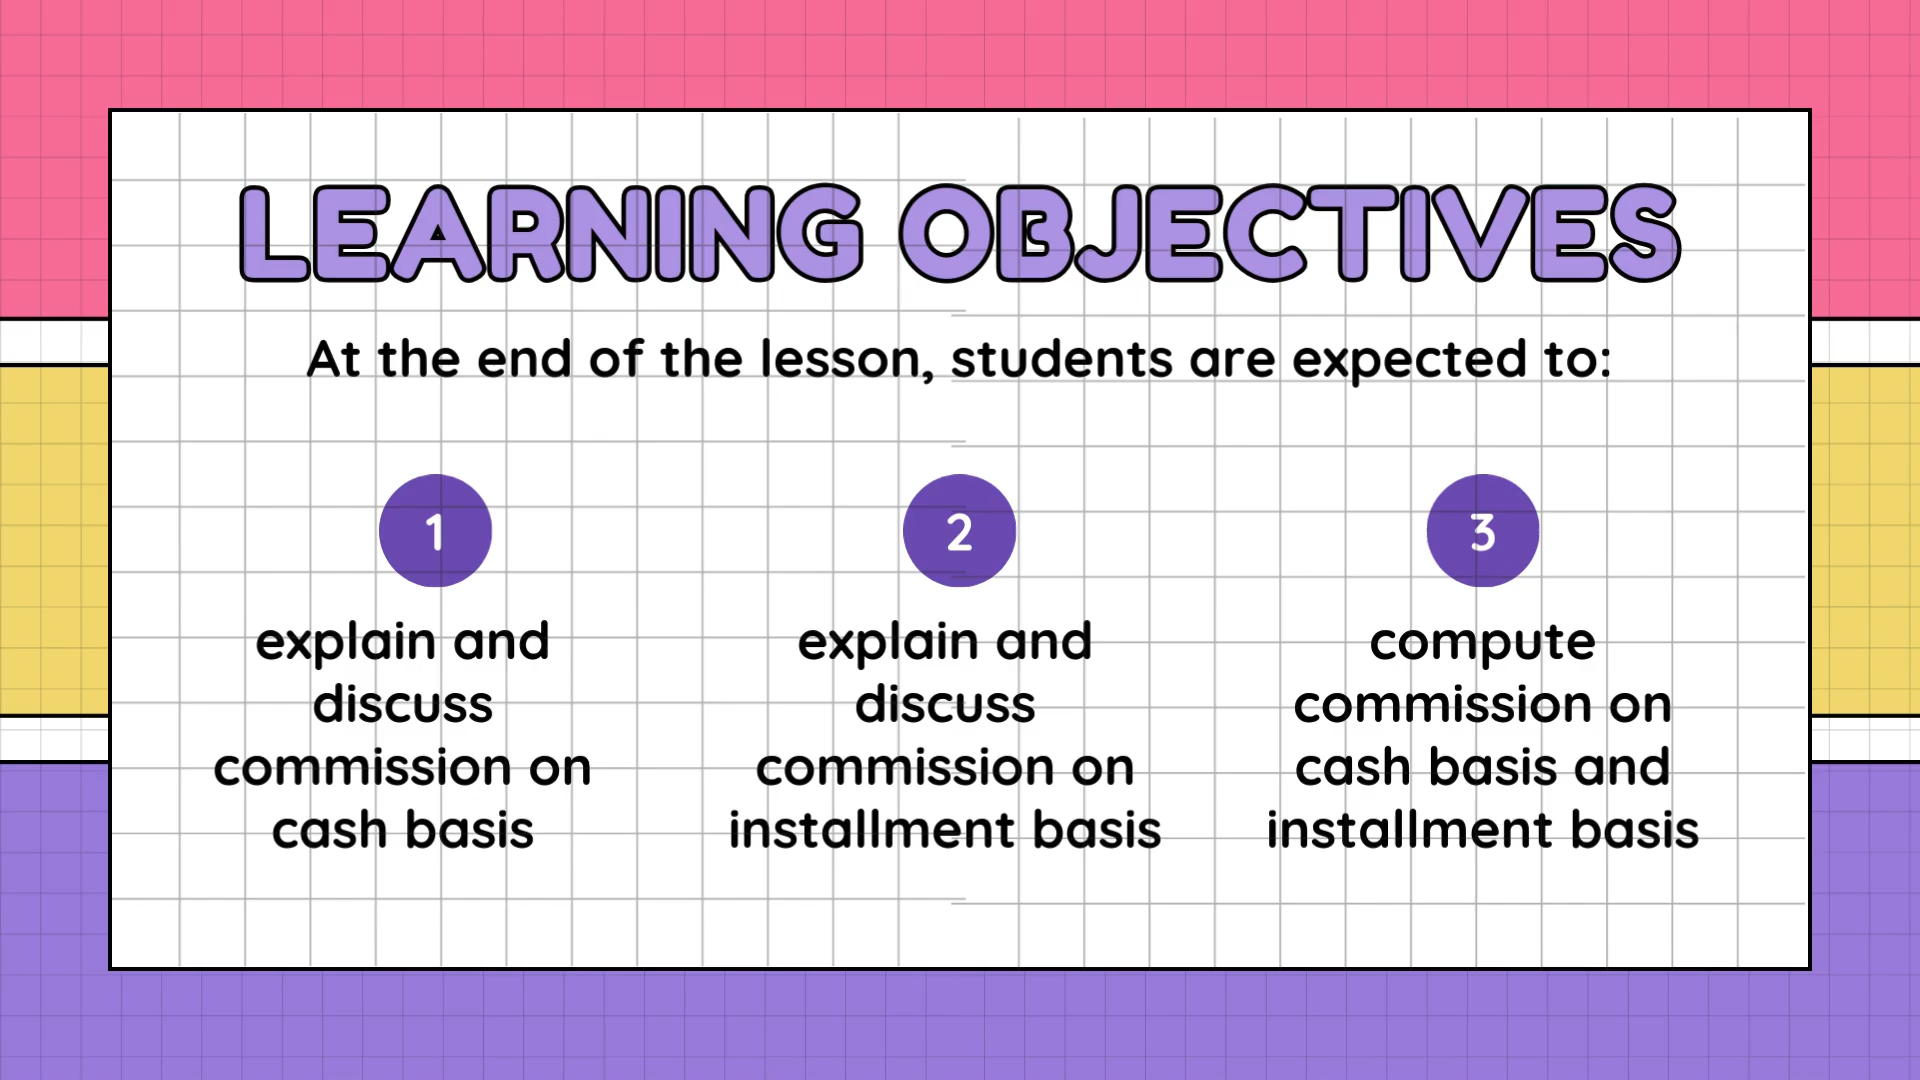 LEARNING OBJECTIVES
At the end of the lesson, students are expected to:
1
explain and
discuss
commission on
cash basis
2
explain and
discuss
commission on
installment basis
3
compute
commission on
cash basis and
installment basis